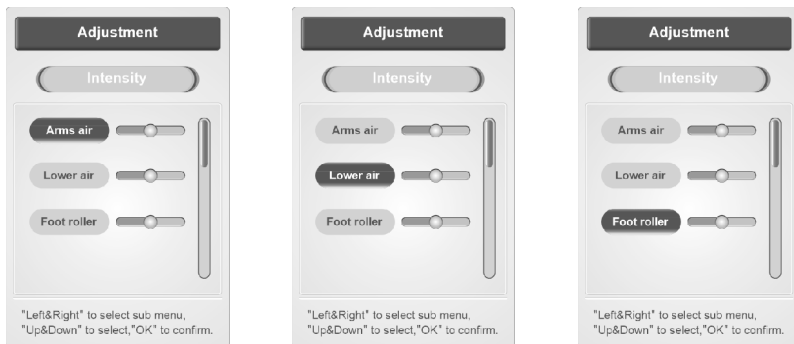 Adjustment
Intensity
Arms air
Lower air
Foot roller
"Left&Right" to select sub menu,
"Up&Down" to select,"OK" to confirm.
Adjustment
Intensity
Arms air
Lower air
Foot roller
"Left&Right" to select sub menu,
"Up&Down" to select,"OK" to confirm.
Adjustment
Intensity
Arms air
Lower air
Foot roller
"Left&Right" to select sub menu,
"Up&Down" to select,"OK" to confirm.